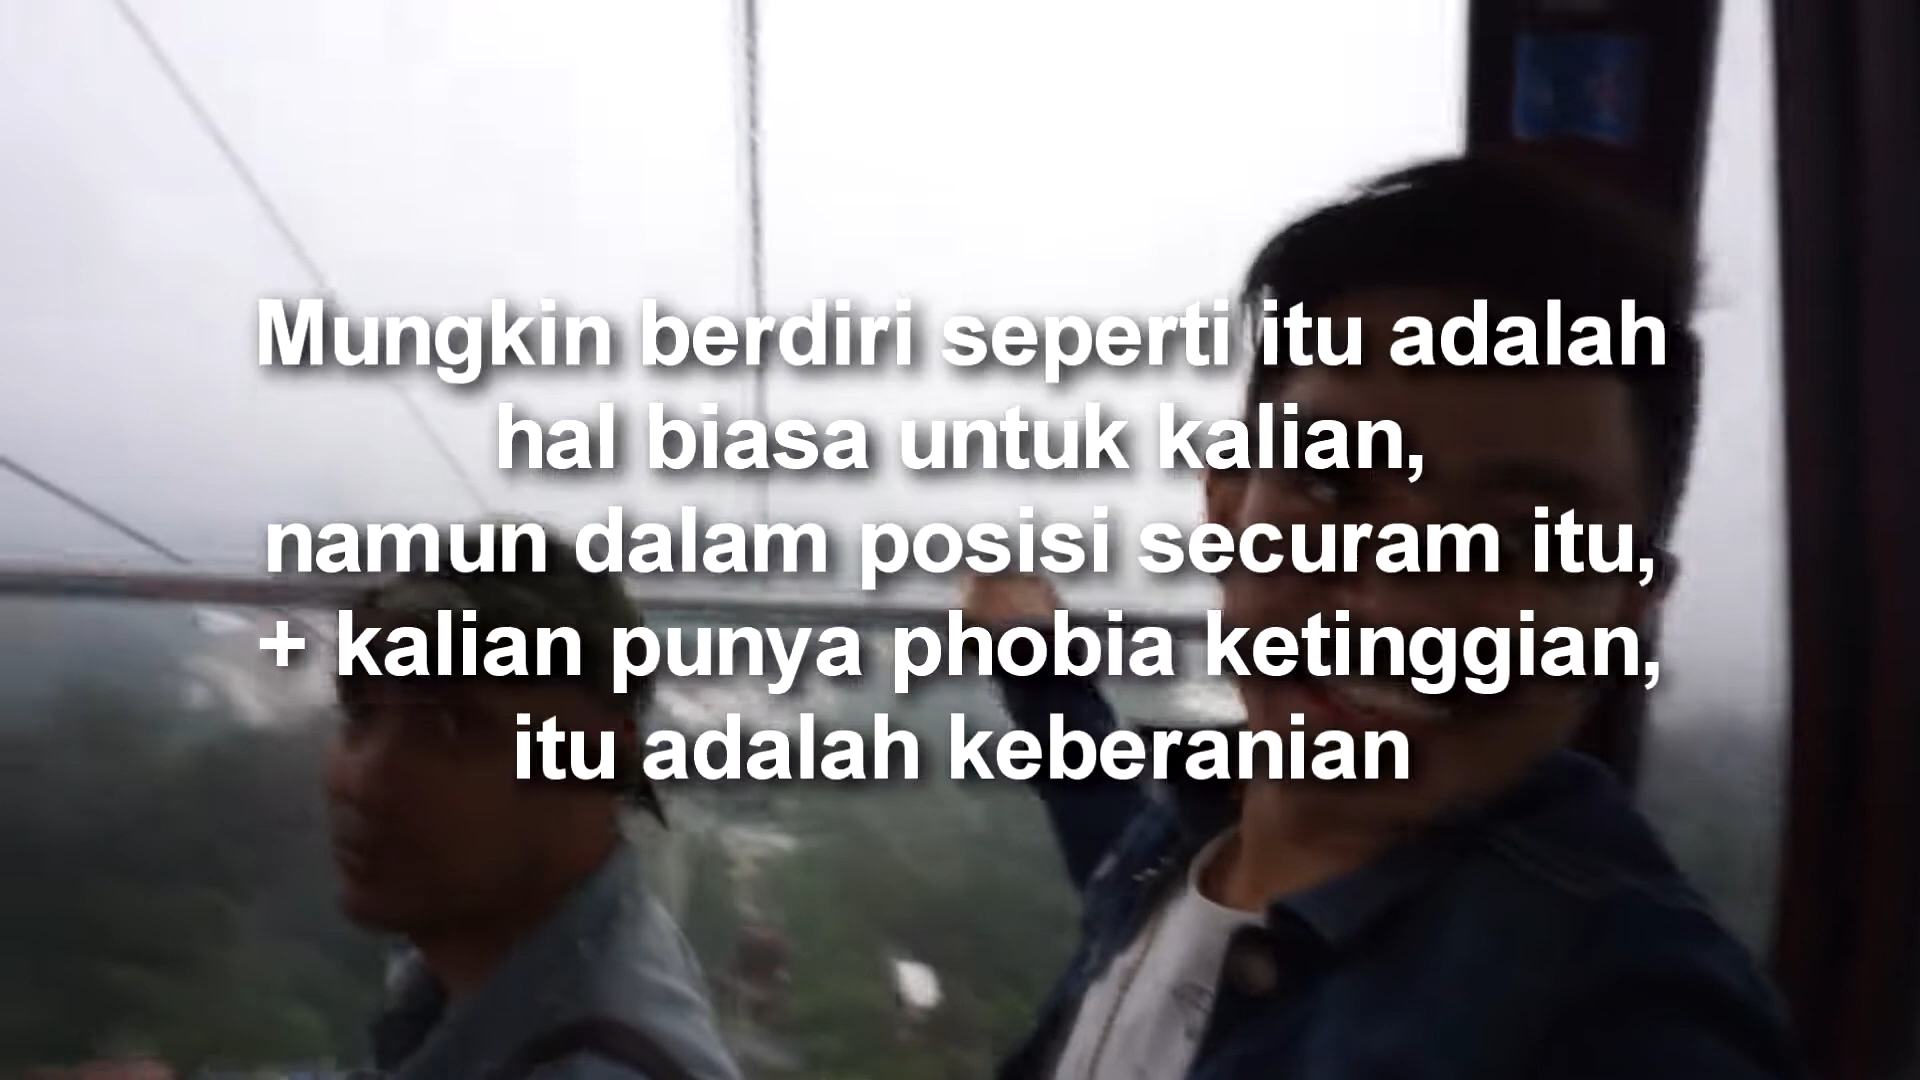 Mungkin berdiri seperti itu adalah
hal biasa untuk kalian,
namun dalam posisi securam itu,
+ kalian punya phobia ketinggian,
itu adalah keberanian